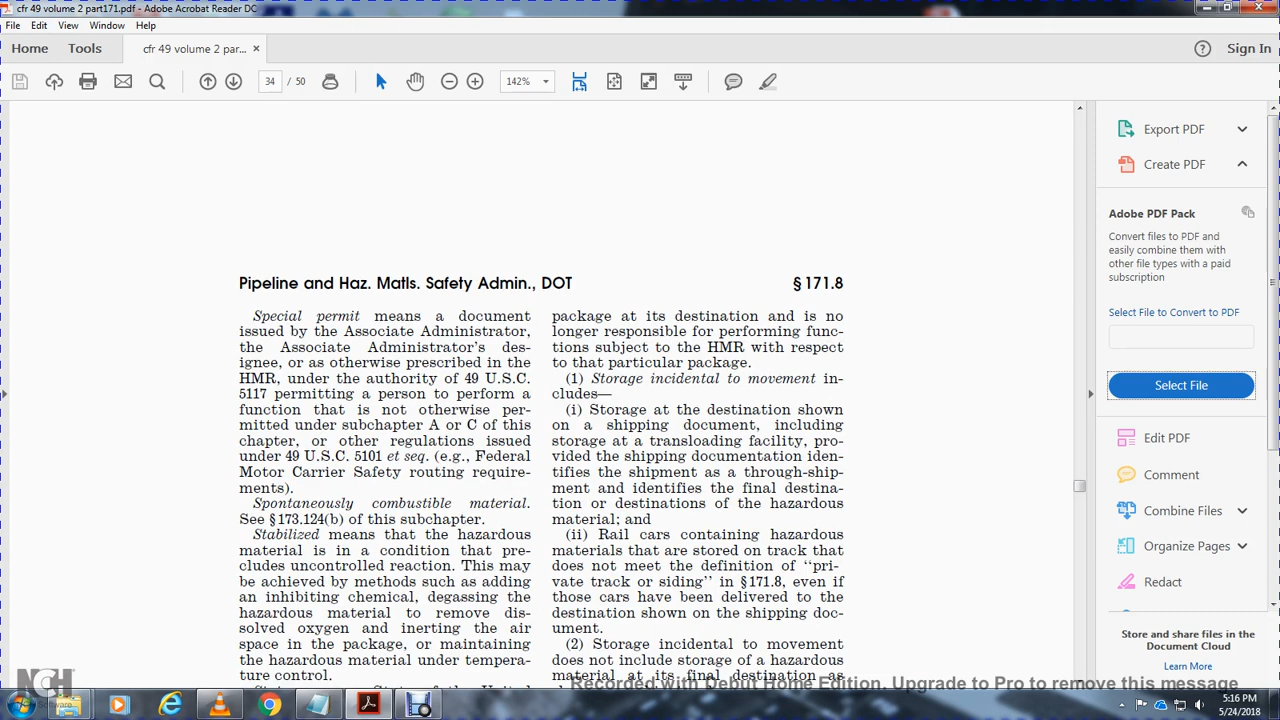 cfr 49 volume 2 part171.pdf - Adobe Acrobat Reader DC
File Edit View Window Help
Home Tools cfr 49 volume 2 par... × Sign In
34 / 50 142%
Pipeline and Haz. Matls. Safety Admin., DOT § 171.8
Special permit means a document
issued by the Associate Administrator,
the Associate Administrator's des-
ignee, or as otherwise prescribed in the
HMR, under the authority of 49 U.S.C.
5117 permitting a person to perform a
function that is not otherwise per-
mitted under subchapter A or C of this
chapter, or other regulations issued
under 49 U.S.C. 5101 et seq. (e.g., Federal
Motor Carrier Safety routing require-
ments).
Spontaneously combustible material.
See § 173.124(b) of this subchapter.
Stabilized means that the hazardous
material is in a condition that pre-
cludes uncontrolled reaction. This may
be achieved by methods such as adding
an inhibiting chemical, degassing the
hazardous material to remove dis-
solved oxygen and inerting the air
space in the package, or maintaining
the hazardous material under tempera-
ture control.
package at its destination and is no
longer responsible for performing func-
tions subject to the HMR with respect
to that particular package.
(1) Storage incidental to movement in-
cludes—
(i) Storage at the destination shown
on a shipping document, including
storage at a transloading facility, pro-
vided the shipping documentation iden-
tifies the shipment as a through-ship-
ment and identifies the final destina-
tion or destinations of the hazardous
material; and
(ii) Rail cars containing hazardous
materials that are stored on track that
does not meet the definition of ''pri-
vate track or siding'' in § 171.8, even if
those cars have been delivered to the
destination shown on the shipping doc-
ument.
(2) Storage incidental to movement
does not include storage of a hazardous
material at its final destination as
Export PDF
Create PDF
Adobe PDF Pack
Convert files to PDF and
easily combine them with
other file types with a paid
subscription
Select File to Convert to PDF
Select File
Edit PDF
Comment
Combine Files
Organize Pages
Redact
Store and share files in the
Document Cloud
Learn More
Recorded with Debut Home Edition. Upgrade to Pro to remove this message
NCH
Software
5:16 PM
5/24/2018